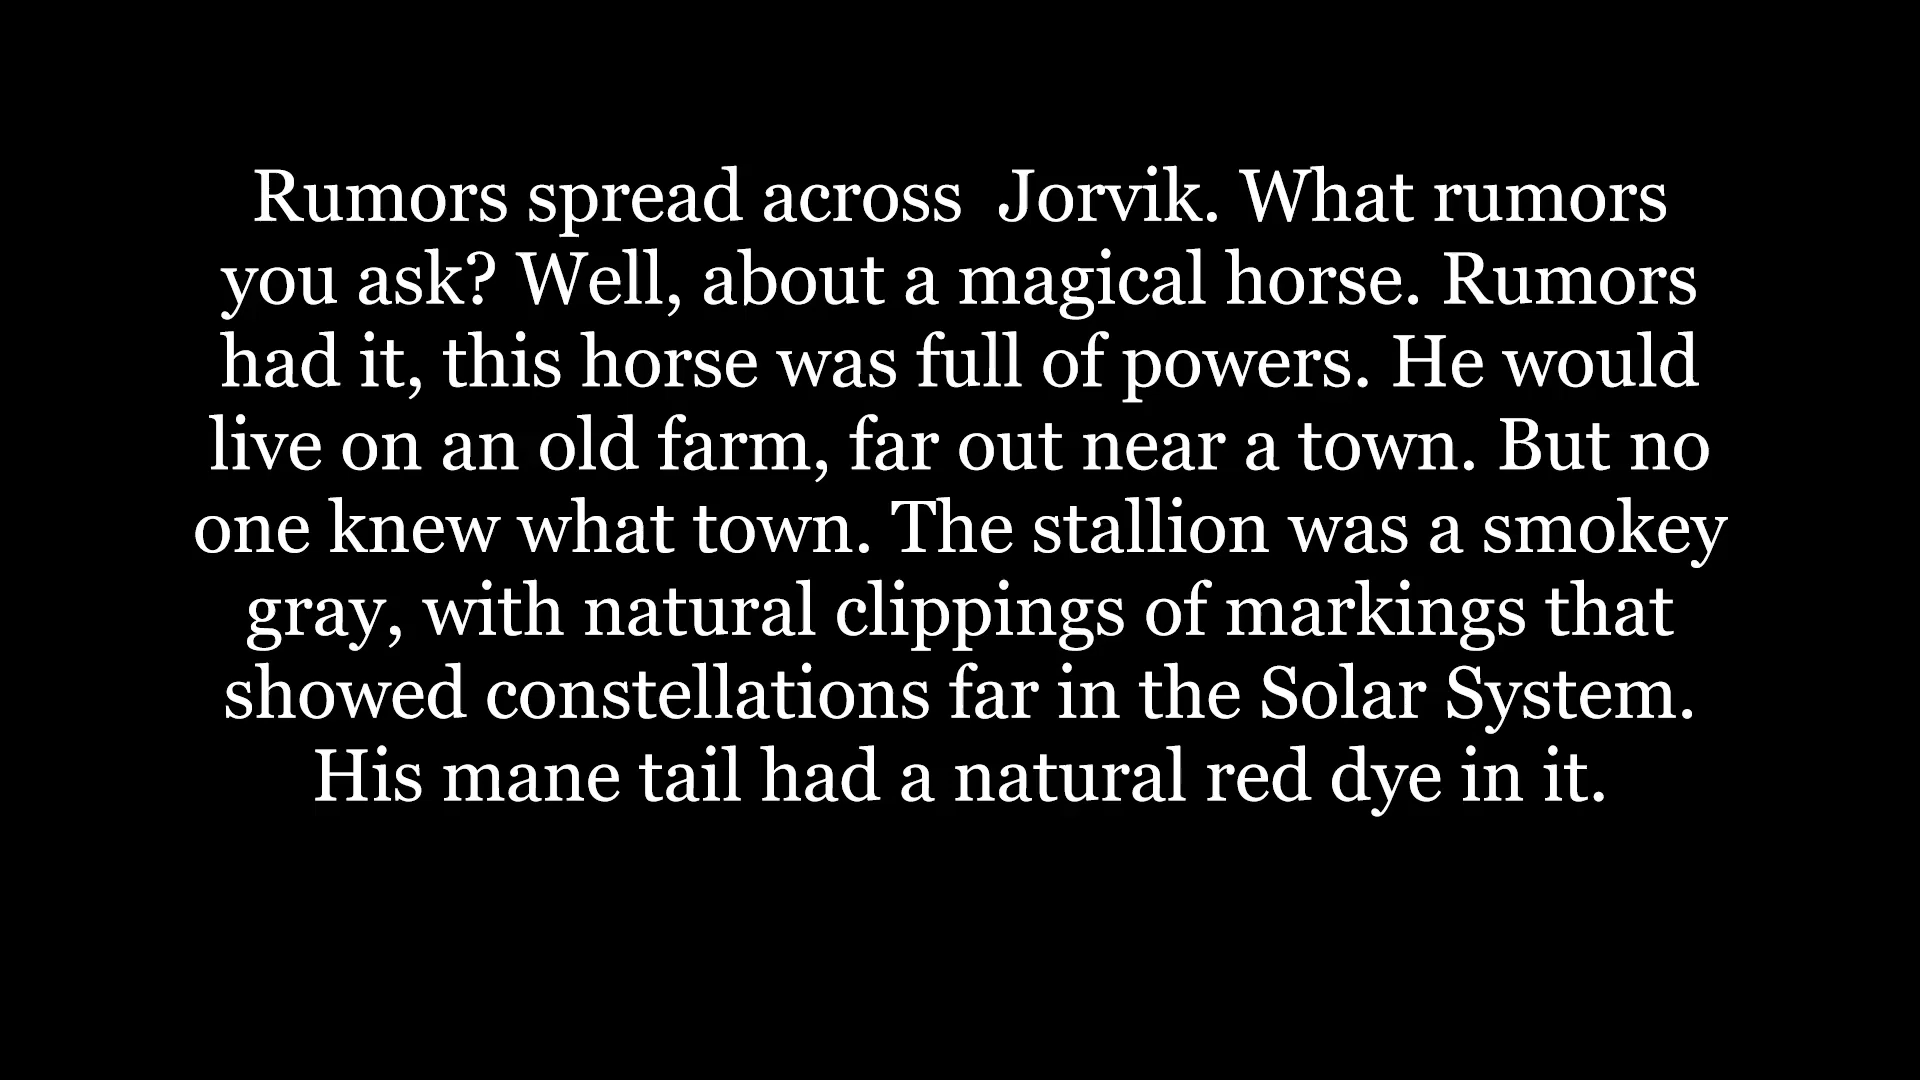 Rumors spread across  Jorvik. What rumors
you ask? Well, about a magical horse. Rumors
had it, this horse was full of powers. He would
live on an old farm, far out near a town. But no
one knew what town. The stallion was a smokey
gray, with natural clippings of markings that
showed constellations far in the Solar System.
His mane tail had a natural red dye in it.